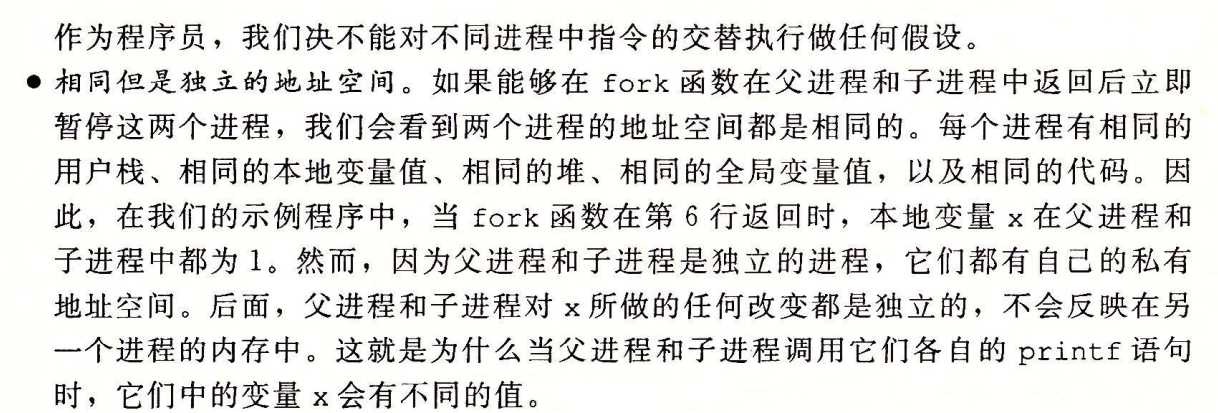 作为程序员，我们决不能对不同进程中指令的交替执行做任何假设。
● 相同但是独立的地址空间。如果能够在 fork 函数在父进程和子进程中返回后立即
暂停这两个进程，我们会看到两个进程的地址空间都是相同的。每个进程有相同的
用户栈、相同的本地变量值、相同的堆、相同的全局变量值，以及相同的代码。因
此，在我们的示例程序中，当 fork 函数在第 6 行返回时，本地变量 x 在父进程和
子进程中都为 1。然而，因为父进程和子进程是独立的进程，它们都有自己的私有
地址空间。后面，父进程和子进程对 x 所做的任何改变都是独立的，不会反映在另
一个进程的内存中。这就是为什么当父进程和子进程调用它们各自的 printf 语句
时，它们中的变量 x 会有不同的值。